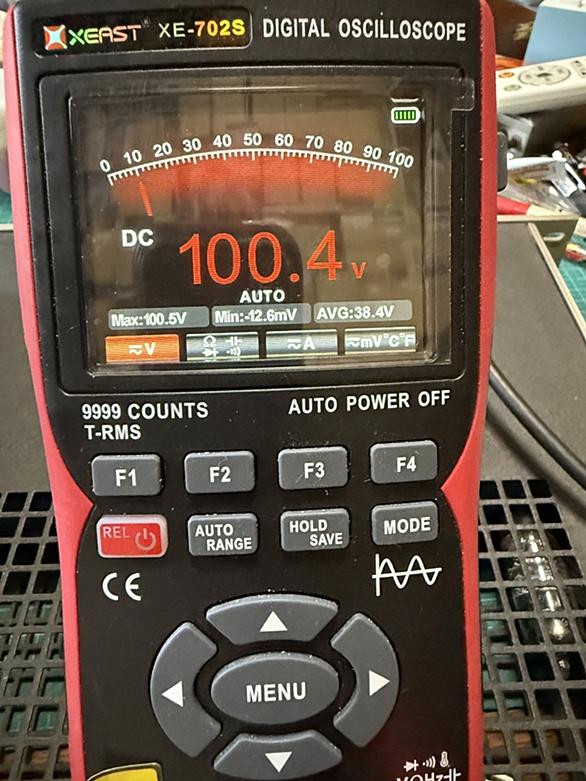 XEAST® XE-702S DIGITAL OSCILLOSCOPE
0 10 20 30 40 50 60 70 80 90 100
DC
100.4 V
AUTO
Max:100.5V Min:-12.6mV AVG:38.4V
≂V Ω ≂A ≂mV°C°F
9999 COUNTS AUTO POWER OFF
T-RMS
F1 F2 F3 F4
REL AUTO RANGE HOLD SAVE MODE
CE
MENU